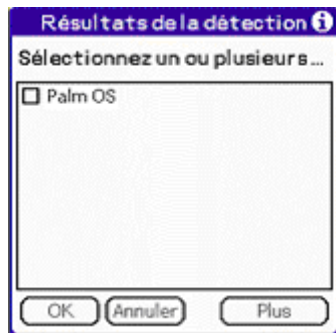 Résultats de la détection
Sélectionnez un ou plusieurs...
Palm OS
OK Annuler Plus